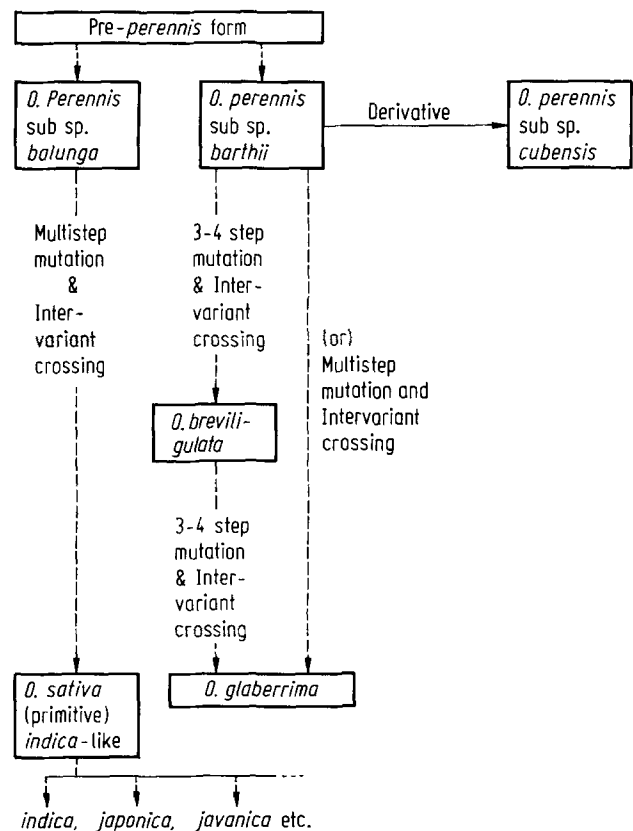 Pre-perennis form
O. Perennis
sub sp.
balunga
O. perennis
sub sp.
barthii
Derivative
O. perennis
sub sp.
cubensis
Multistep
mutation
&
Inter-
variant
crossing
3-4 step
mutation
& Inter-
variant
crossing
(or)
Multistep
mutation and
Intervariant
crossing
O. brevili-
gulata
3-4 step
mutation
& Inter-
variant
crossing
O. sativa
(primitive)
indica-like
O. glaberrima
indica, japonica, javanica etc.